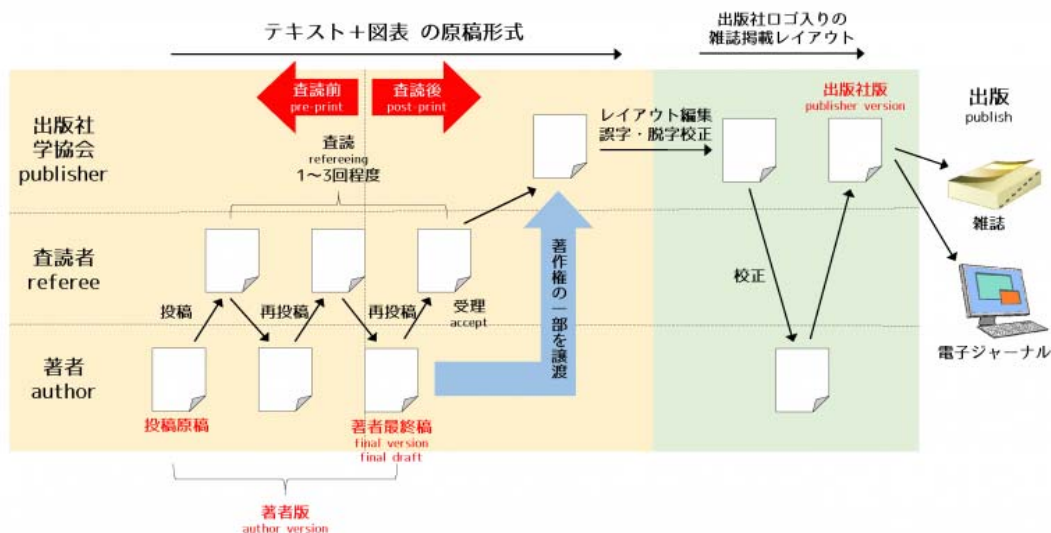 テキスト＋図表 の原稿形式
出版社ロゴ入りの
雑誌掲載レイアウト
査読前
pre-print
査読後
post-print
出版社
学協会
publisher
査読
refereeing
1～3回程度
レイアウト編集
誤字・脱字校正
出版社版
publisher version
出版
publish
雑誌
査読者
referee
投稿
再投稿
再投稿
受理
accept
著作権の一部を譲渡
校正
電子ジャーナル
著者
author
投稿原稿
著者最終稿
final version
final draft
著者版
author version